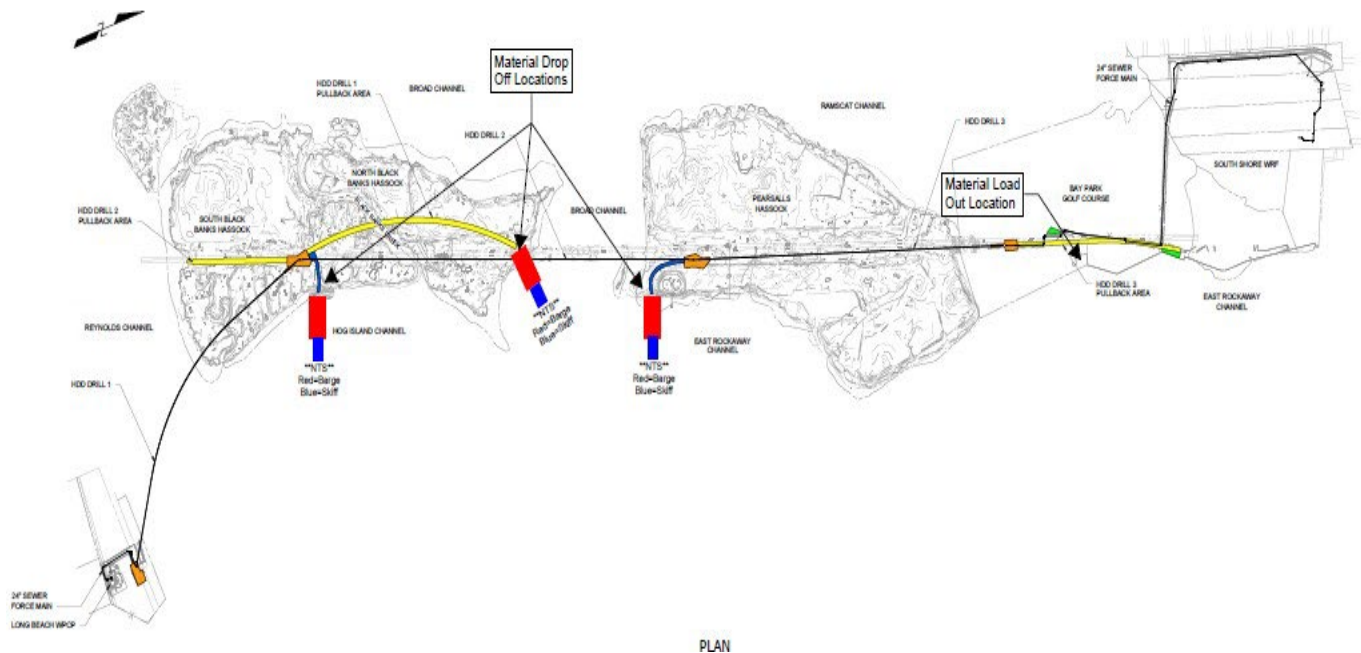 Material Drop
Off Locations
HDD DRILL 1
PULLBACK AREA
BROAD CHANNEL
HDD DRILL 2
RAMSCAT CHANNEL
24" SEWER
FORCE MAIN
HDD DRILL 3
SOUTH SHORE WRF
NORTH BLACK
BANKS HASSOCK
PEARSALLS
HASSOCK
BAY PARK
GOLF COURSE
Material Load
Out Location
HDD DRILL 2
PULLBACK AREA
SOUTH BLACK
BANKS HASSOCK
BROAD CHANNEL
HDD DRILL 3
PULLBACK AREA
EAST ROCKAWAY
CHANNEL
REYNOLDS CHANNEL
HOG ISLAND CHANNEL
**NTS**
Red=Barge
Blue=Skiff
EAST ROCKAWAY
CHANNEL
**NTS**
Red=Barge
Blue=Skiff
**NTS**
Red=Barge
Blue=Skiff
HDD DRILL 1
24" SEWER
FORCE MAIN
LONG BEACH WPCP
PLAN